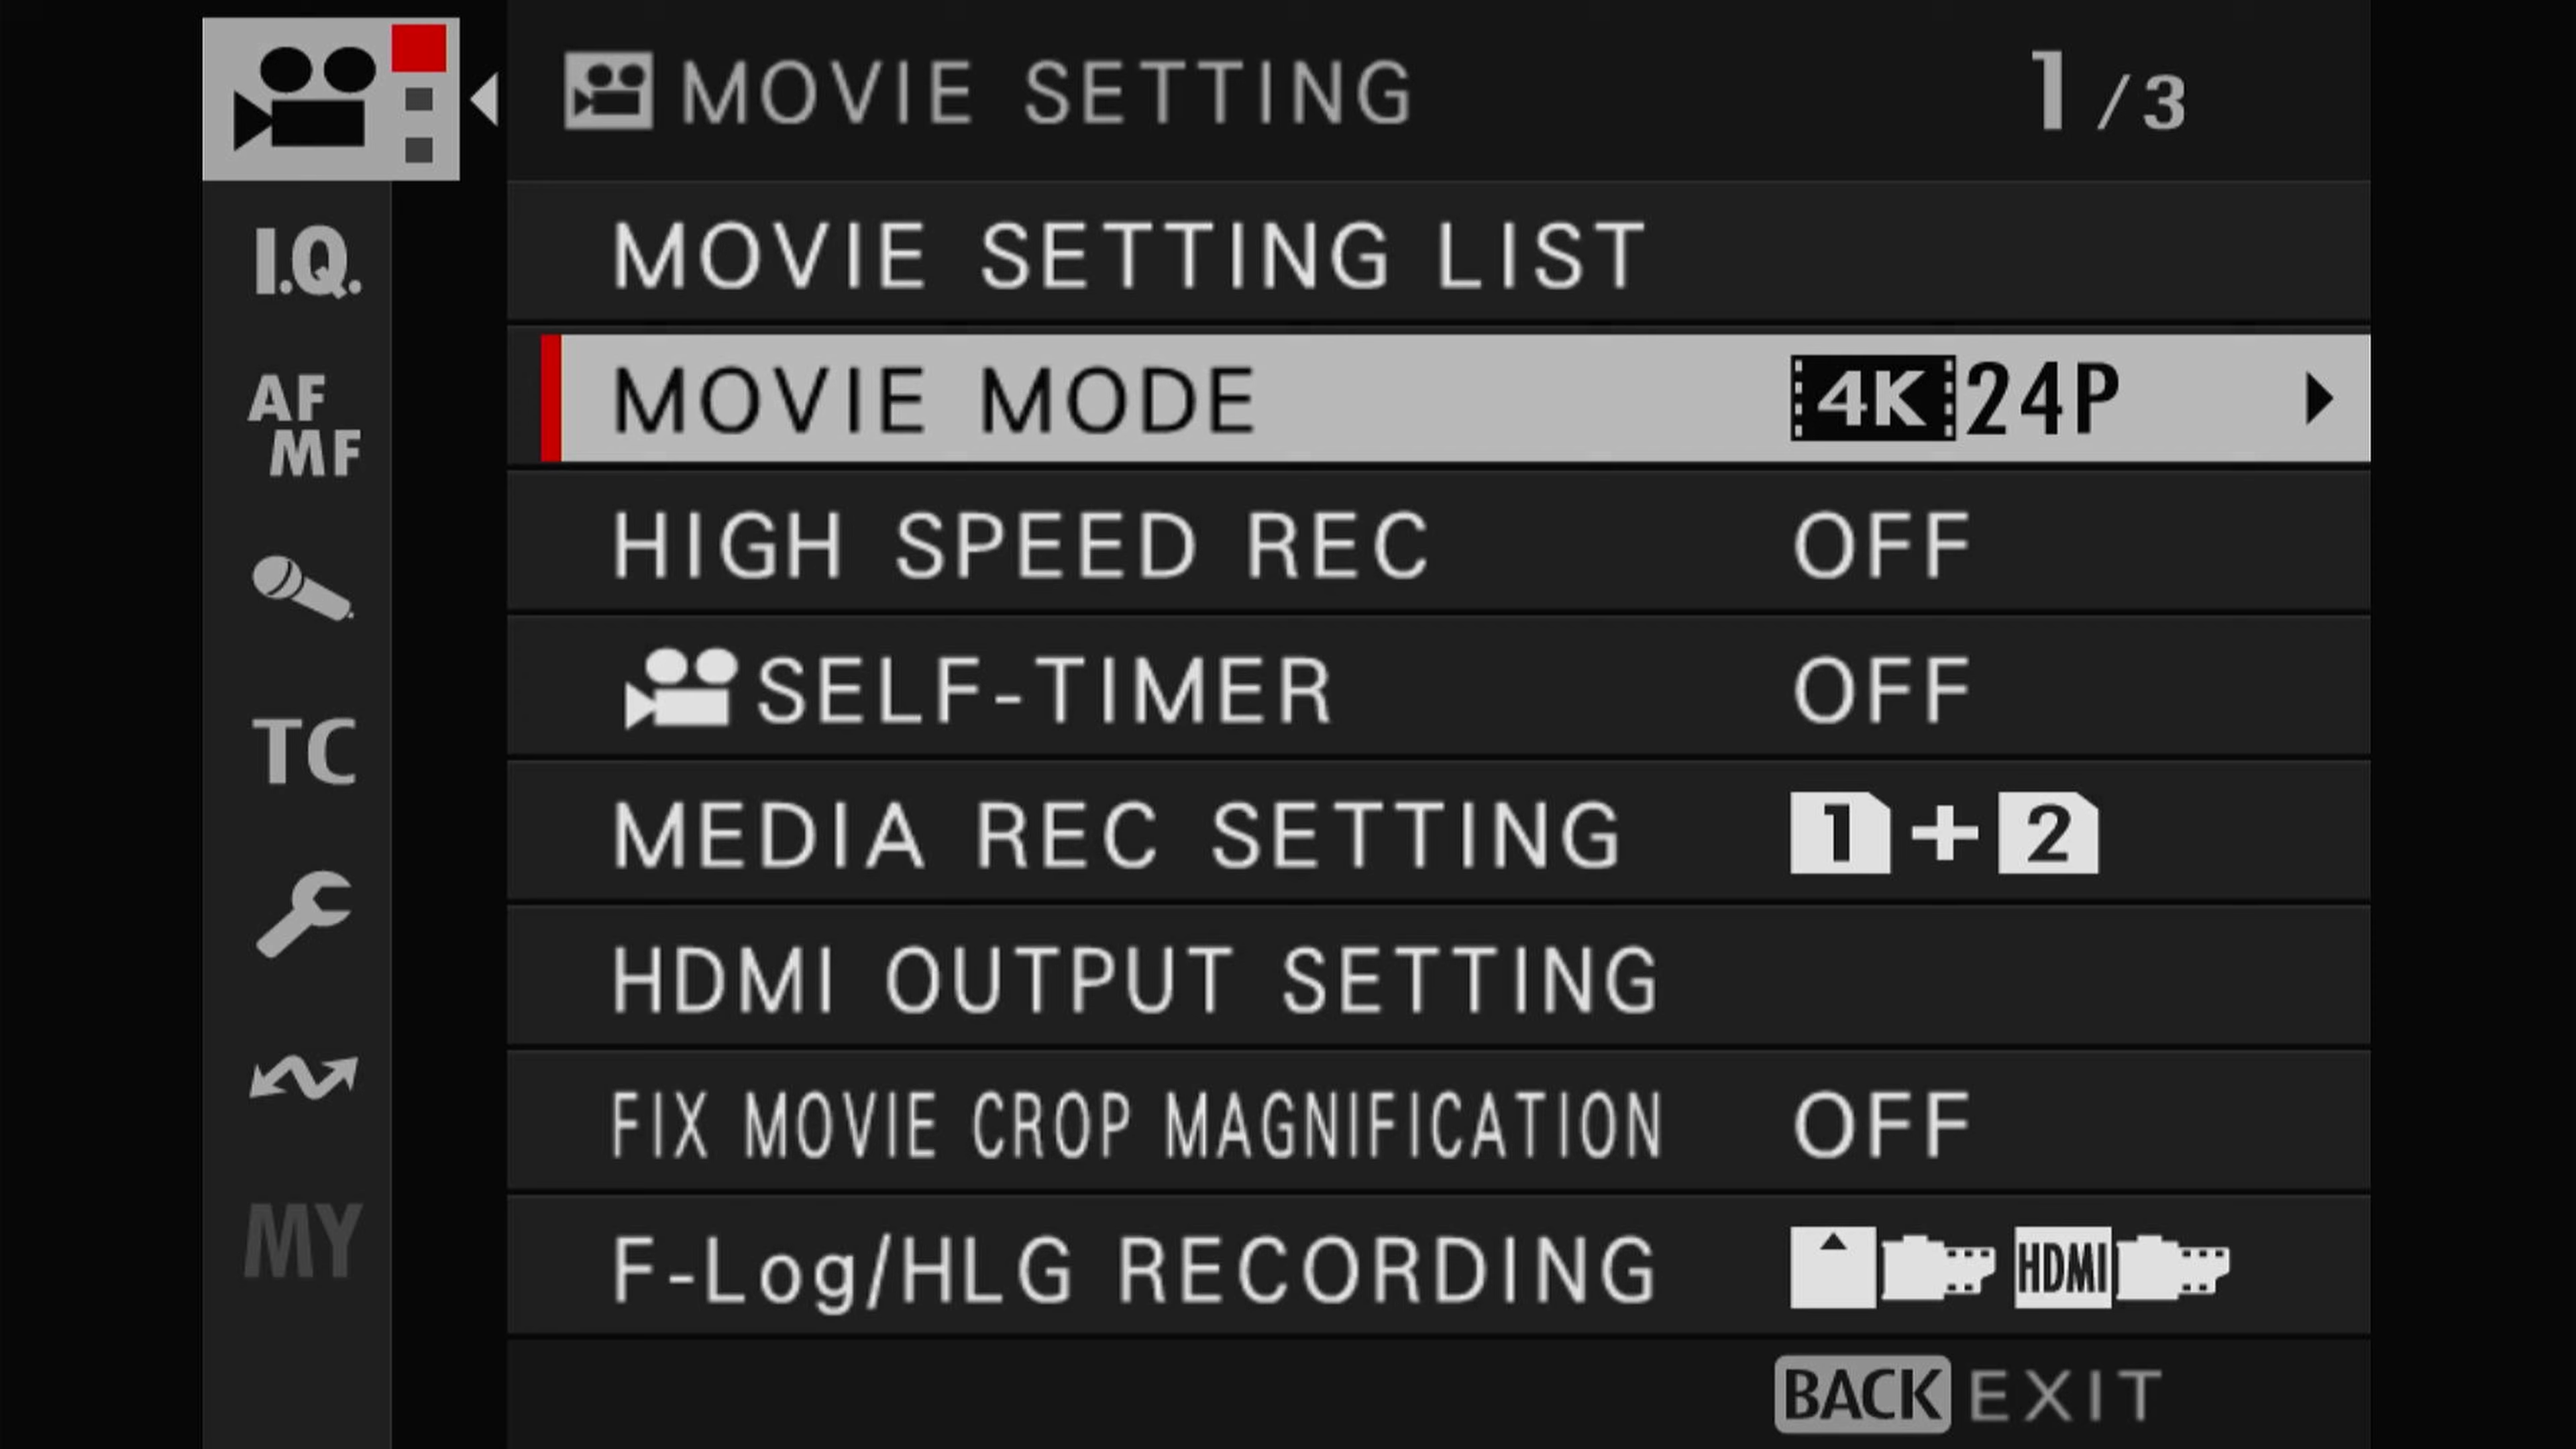 MOVIE SETTING 1/3
I.Q.
AF
MF
TC
MY
MOVIE SETTING LIST
MOVIE MODE 4K 24P
HIGH SPEED REC OFF
SELF-TIMER OFF
MEDIA REC SETTING 1+2
HDMI OUTPUT SETTING
FIX MOVIE CROP MAGNIFICATION OFF
F-Log/HLG RECORDING HDMI
BACK EXIT